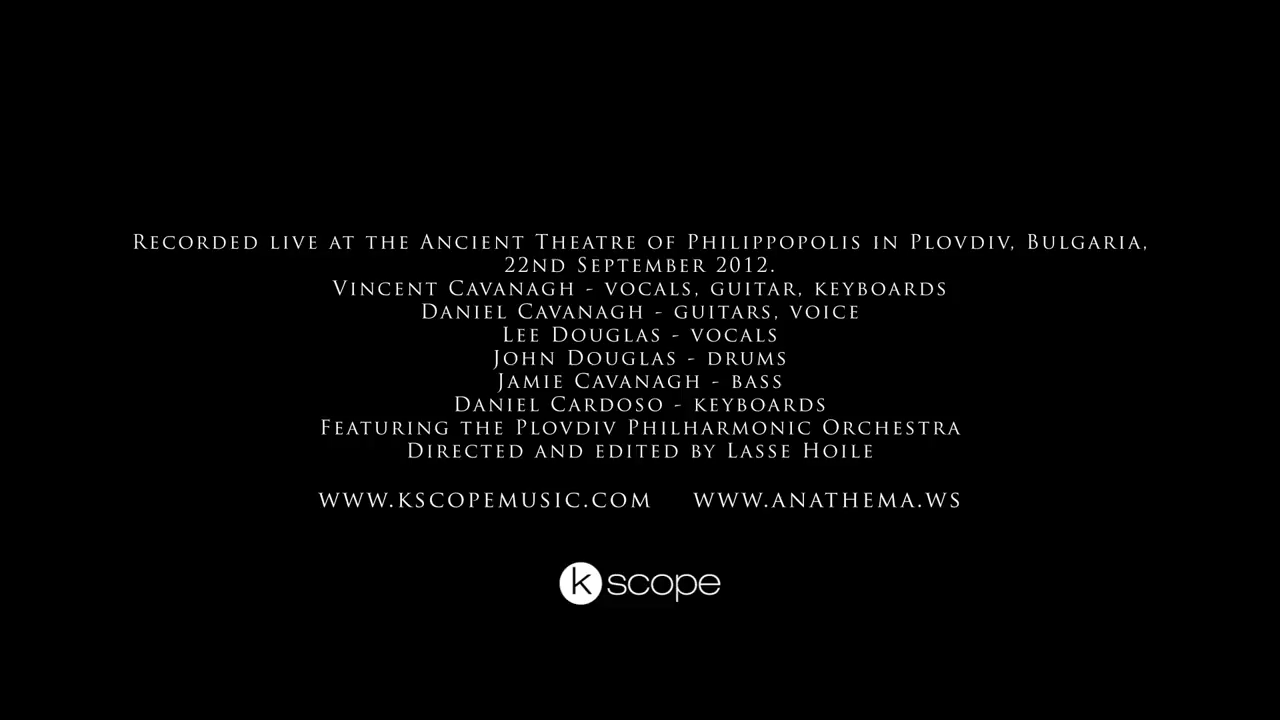 Recorded live at the Ancient Theatre of Philippopolis in Plovdiv, Bulgaria,
22nd September 2012.
Vincent Cavanagh - vocals, guitar, keyboards
Daniel Cavanagh - guitars, voice
Lee Douglas - vocals
John Douglas - drums
Jamie Cavanagh - bass
Daniel Cardoso - keyboards
Featuring the Plovdiv Philharmonic Orchestra
Directed and edited by Lasse Hoile
www.kscopemusic.com www.anathema.ws
kscope